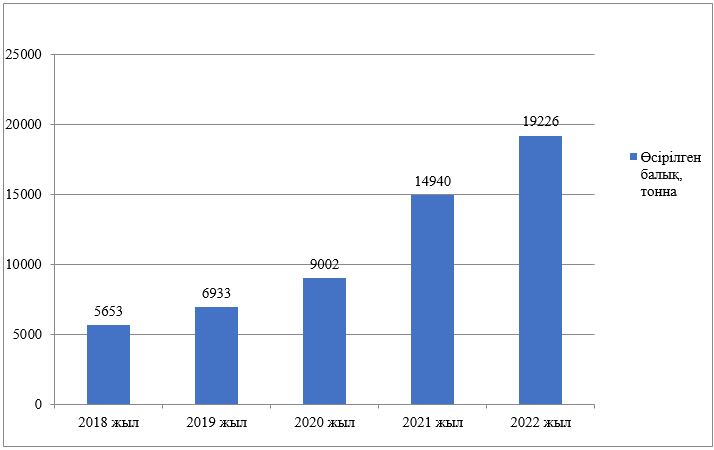 25000
20000
15000
10000
5000
0
5653
6933
9002
14940
19226
2018 жыл
2019 жыл
2020 жыл
2021 жыл
2022 жыл
Өсірілген
балық,
тонна